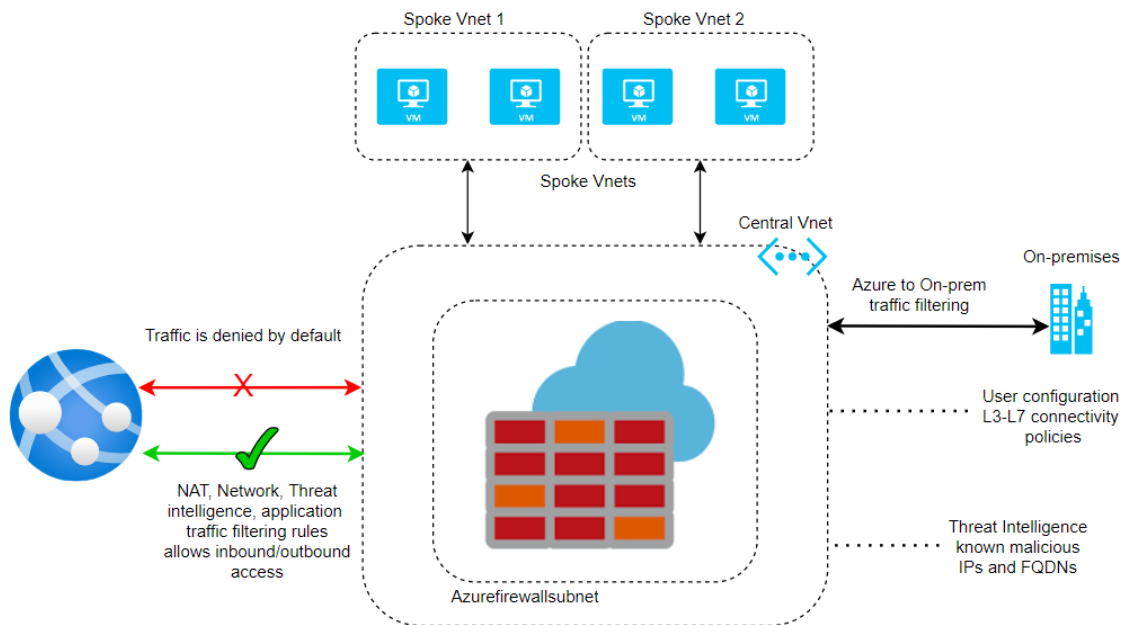 Spoke Vnet 1
Spoke Vnet 2
VM
VM
VM
VM
Spoke Vnets
Central Vnet
On-premises
Azure to On-prem
traffic filtering
Traffic is denied by default
X
User configuration
L3-L7 connectivity
policies
NAT, Network, Threat
intelligence, application
traffic filtering rules
allows inbound/outbound
access
Threat Intelligence
known malicious
IPs and FQDNs
Azurefirewallsubnet